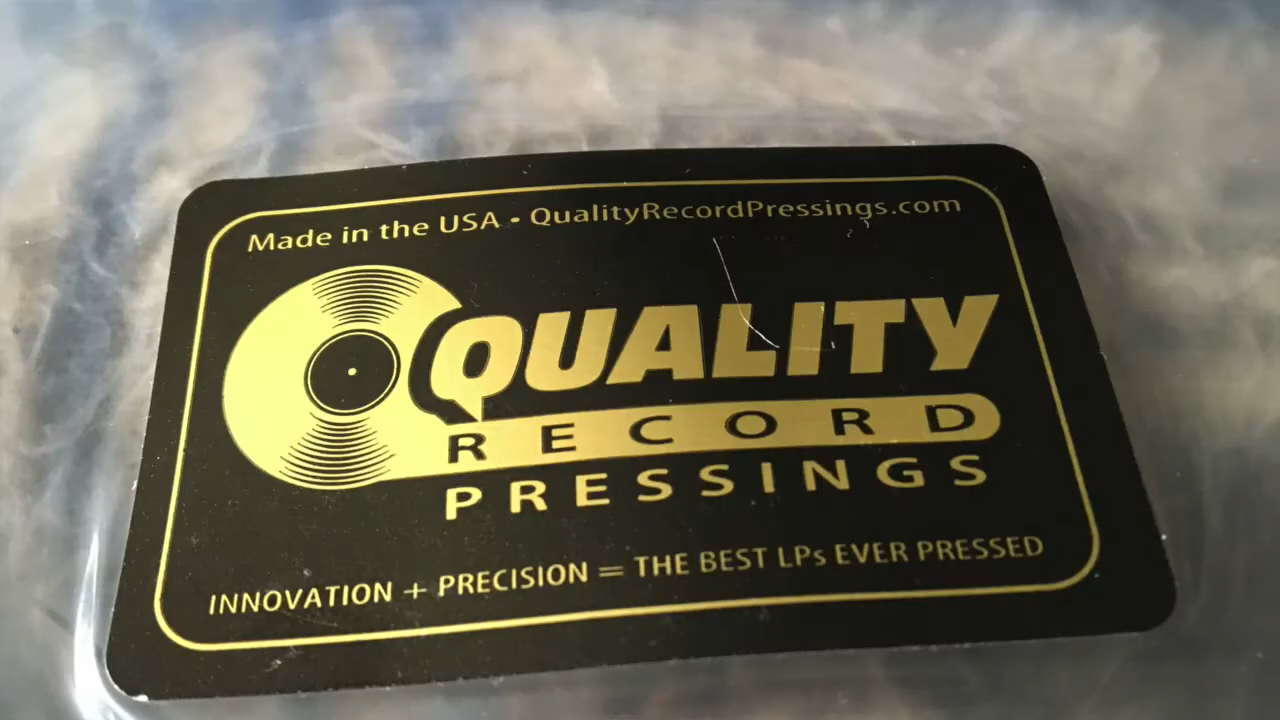 Made in the USA • QualityRecordPressings.com
QUALITY
RECORD
PRESSINGS
INNOVATION + PRECISION = THE BEST LPs EVER PRESSED